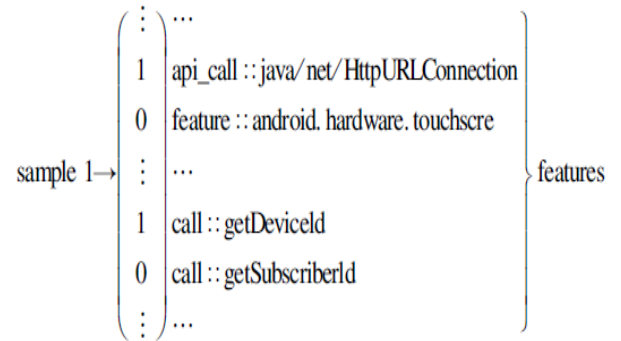 ⋮ ...
1 api_call::java/net/HttpURLConnection
0 feature::android.hardware.touchscre
sample 1→ ⋮ ... features
1 call::getDeviceId
0 call::getSubscriberId
⋮ ...